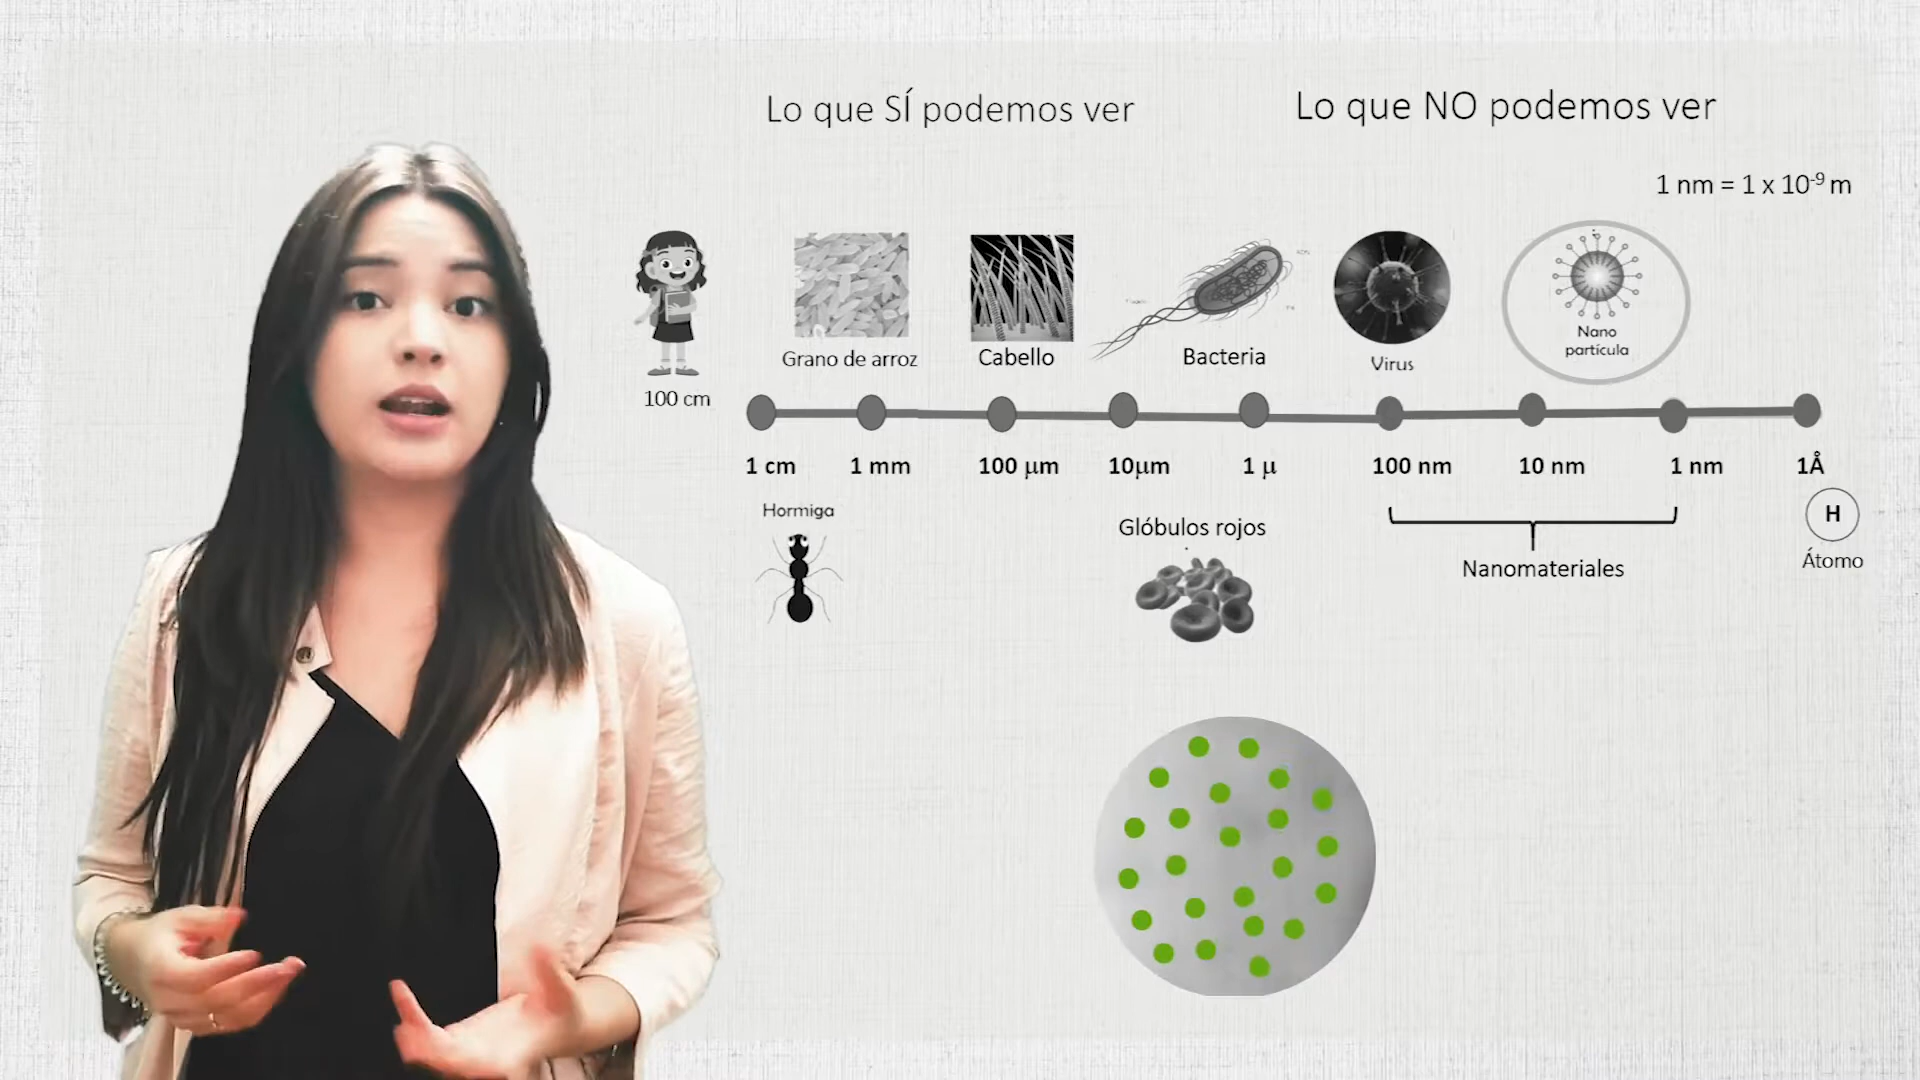 Lo que SÍ podemos ver
Lo que NO podemos ver
1 nm = 1 x 10⁻⁹ m
100 cm
Grano de arroz
Cabello
Bacteria
Virus
Nano
partícula
1 cm
1 mm
100 μm
10μm
1 μ
100 nm
10 nm
1 nm
1Å
Hormiga
Glóbulos rojos
Nanomateriales
H
Átomo